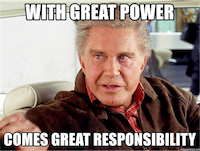 WITH GREAT POWER
COMES GREAT RESPONSIBILITY